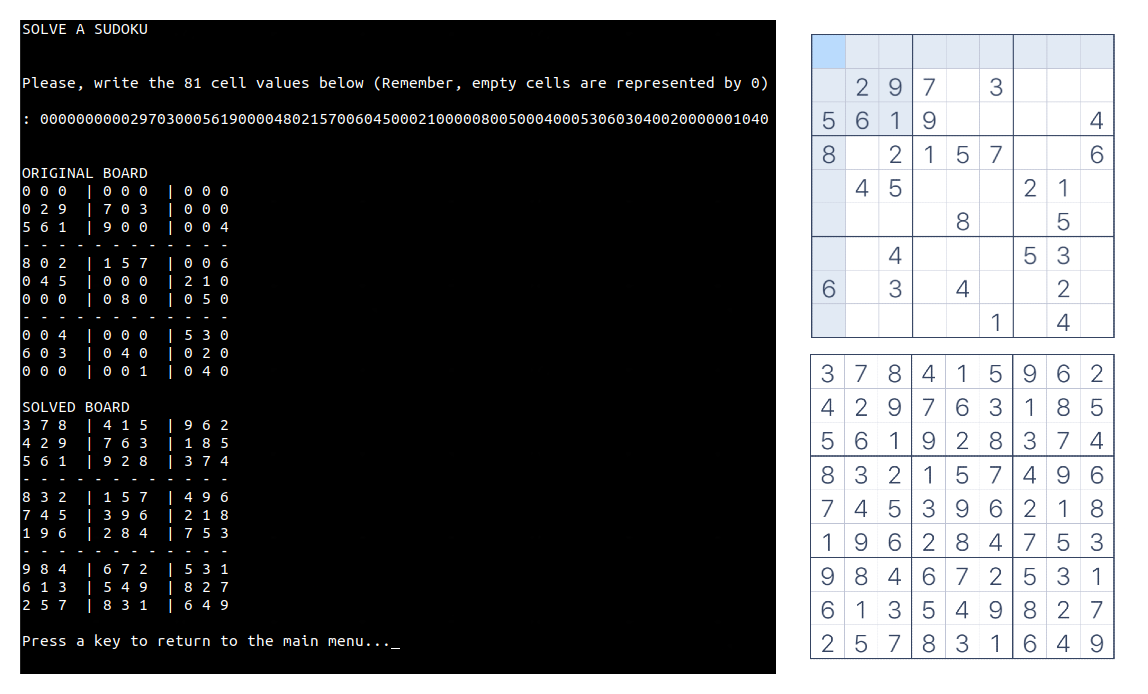 SOLVE A SUDOKU
Please, write the 81 cell values below (Remember, empty cells are represented by 0)
: 000000000029703000561900004802157006045000210000080050004000530603040020000001040
ORIGINAL BOARD
0 0 0 | 0 0 0 | 0 0 0
0 2 9 | 7 0 3 | 0 0 0
5 6 1 | 9 0 0 | 0 0 4
- - - - - - - - - - - -
8 0 2 | 1 5 7 | 0 0 6
0 4 5 | 0 0 0 | 2 1 0
0 0 0 | 0 8 0 | 0 5 0
- - - - - - - - - - - -
0 0 4 | 0 0 0 | 5 3 0
6 0 3 | 0 4 0 | 0 2 0
0 0 0 | 0 0 1 | 0 4 0
SOLVED BOARD
3 7 8 | 4 1 5 | 9 6 2
4 2 9 | 7 6 3 | 1 8 5
5 6 1 | 9 2 8 | 3 7 4
- - - - - - - - - - - -
8 3 2 | 1 5 7 | 4 9 6
7 4 5 | 3 9 6 | 2 1 8
1 9 6 | 2 8 4 | 7 5 3
- - - - - - - - - - - -
9 8 4 | 6 7 2 | 5 3 1
6 1 3 | 5 4 9 | 8 2 7
2 5 7 | 8 3 1 | 6 4 9
Press a key to return to the main menu..._
2 9 7 3
5 6 1 9 4
8 2 1 5 7 6
4 5 2 1
8 5
4 5 3
6 3 4 2
1 4
3 7 8 4 1 5 9 6 2
4 2 9 7 6 3 1 8 5
5 6 1 9 2 8 3 7 4
8 3 2 1 5 7 4 9 6
7 4 5 3 9 6 2 1 8
1 9 6 2 8 4 7 5 3
9 8 4 6 7 2 5 3 1
6 1 3 5 4 9 8 2 7
2 5 7 8 3 1 6 4 9